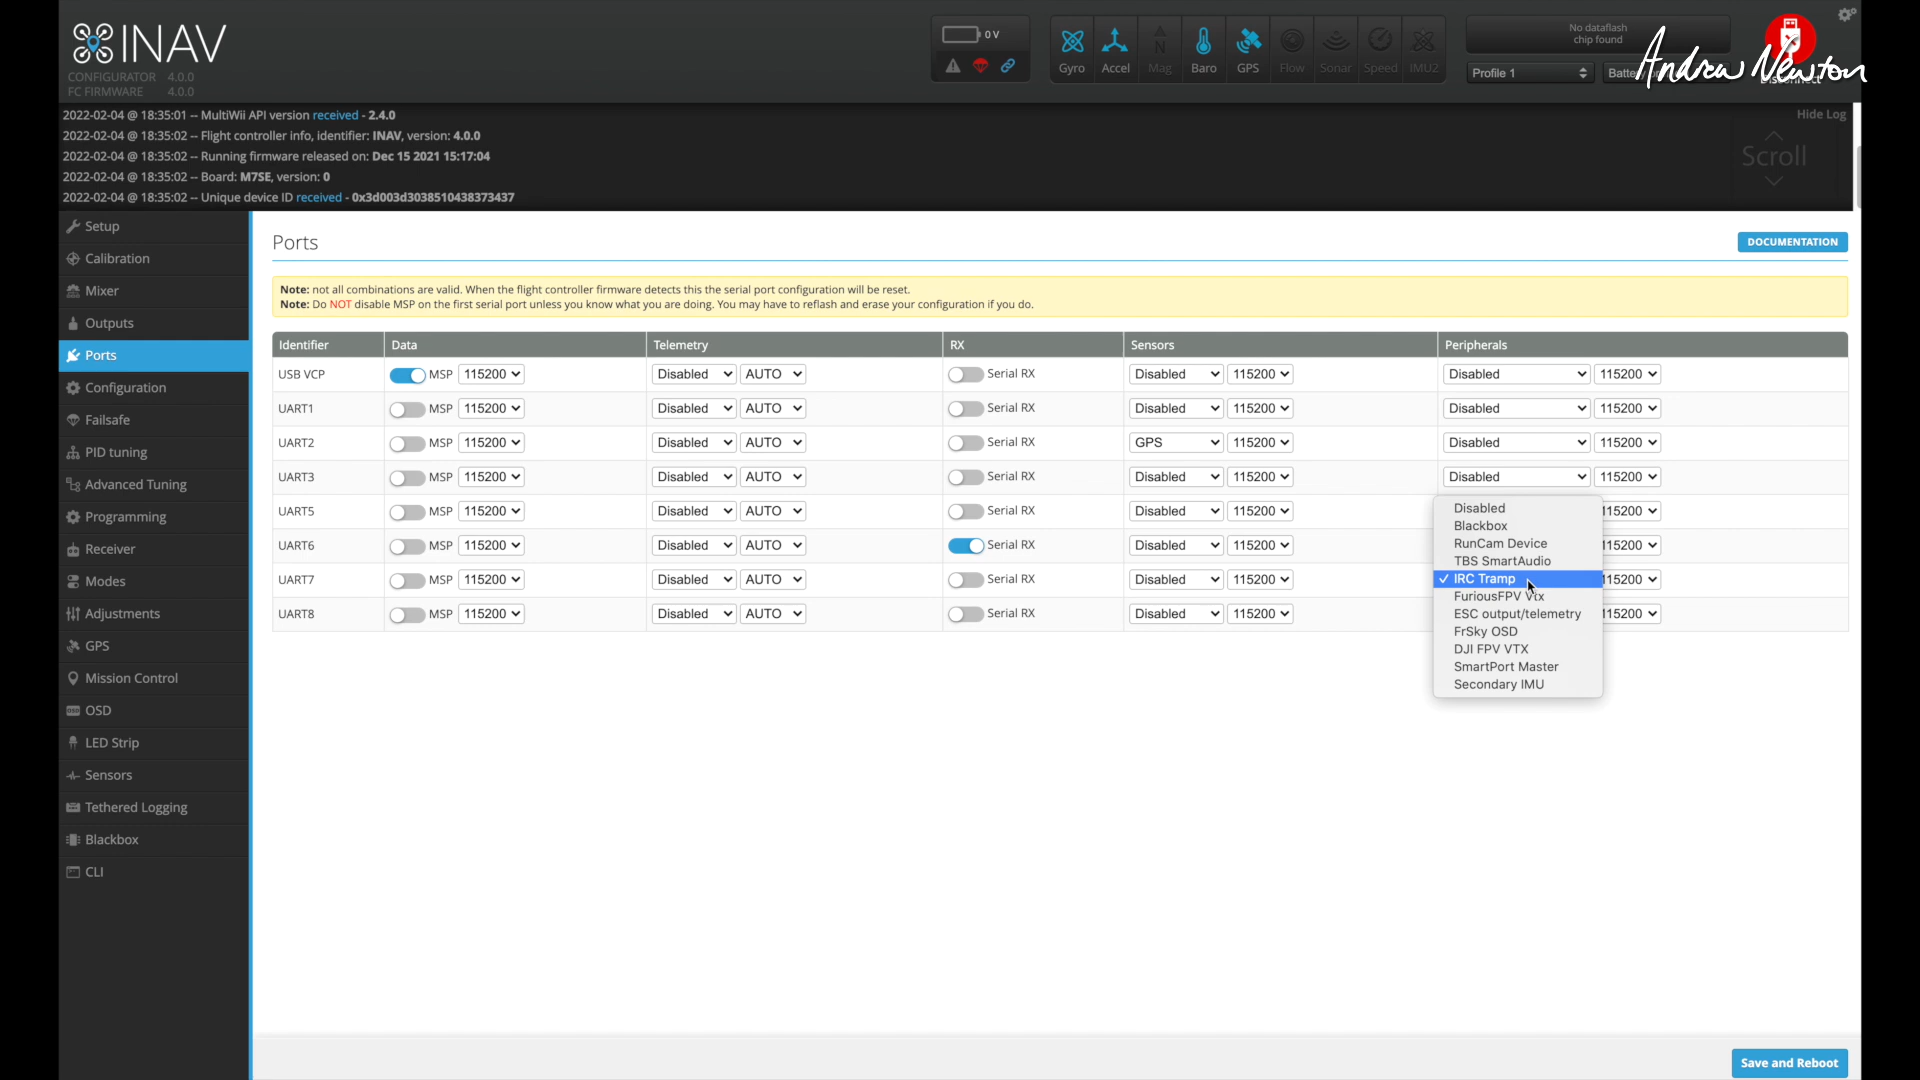 INAV
CONFIGURATOR 4.0.0
FC FIRMWARE 4.0.0
0 V
Gyro Accel Mag Baro GPS Flow Sonar Speed IMU2
No dataflash
chip found
Profile 1
Andrew Newton
2022-02-04 @ 18:35:01 -- MultiWii API version received - 2.4.0
2022-02-04 @ 18:35:02 -- Flight controller info, identifier: INAV, version: 4.0.0
2022-02-04 @ 18:35:02 -- Running firmware released on: Dec 15 2021 15:17:04
2022-02-04 @ 18:35:02 -- Board: M7SE, version: 0
2022-02-04 @ 18:35:02 -- Unique device ID received - 0x3d003d3038510438373437
Hide Log
Scroll
Setup
Calibration
Mixer
Outputs
Ports
Configuration
Failsafe
PID tuning
Advanced Tuning
Programming
Receiver
Modes
Adjustments
GPS
Mission Control
OSD
LED Strip
Sensors
Tethered Logging
Blackbox
CLI
Ports
DOCUMENTATION
Note: not all combinations are valid. When the flight controller firmware detects this the serial port configuration will be reset.
Note: Do NOT disable MSP on the first serial port unless you know what you are doing. You may have to reflash and erase your configuration if you do.
Identifier Data Telemetry RX Sensors Peripherals
USB VCP MSP 115200 Disabled AUTO Serial RX Disabled 115200 Disabled 115200
UART1 MSP 115200 Disabled AUTO Serial RX Disabled 115200 Disabled 115200
UART2 MSP 115200 Disabled AUTO Serial RX GPS 115200 Disabled 115200
UART3 MSP 115200 Disabled AUTO Serial RX Disabled 115200 Disabled 115200
UART5 MSP 115200 Disabled AUTO Serial RX Disabled 115200 115200
UART6 MSP 115200 Disabled AUTO Serial RX Disabled 115200 115200
UART7 MSP 115200 Disabled AUTO Serial RX Disabled 115200 115200
UART8 MSP 115200 Disabled AUTO Serial RX Disabled 115200 115200
Disabled
Blackbox
RunCam Device
TBS SmartAudio
IRC Tramp
FuriousFPV Vtx
ESC output/telemetry
FrSky OSD
DJI FPV VTX
SmartPort Master
Secondary IMU
Save and Reboot